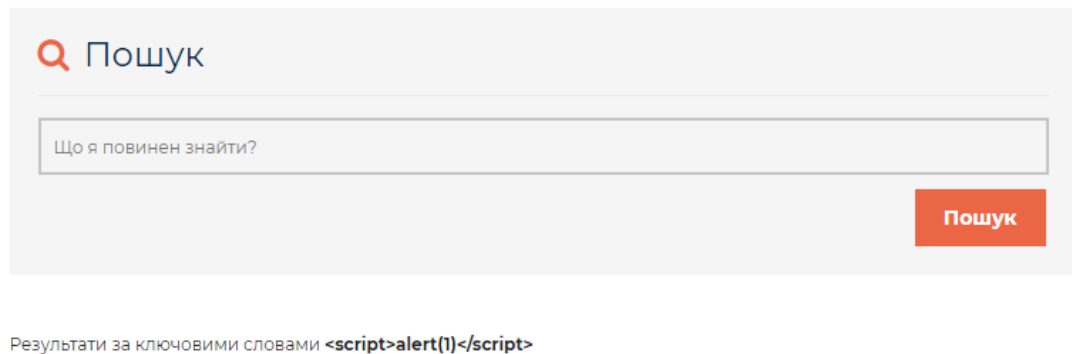 Пошук
Що я повинен знайти?
Пошук
Результати за ключовими словами <script>alert(1)</script>